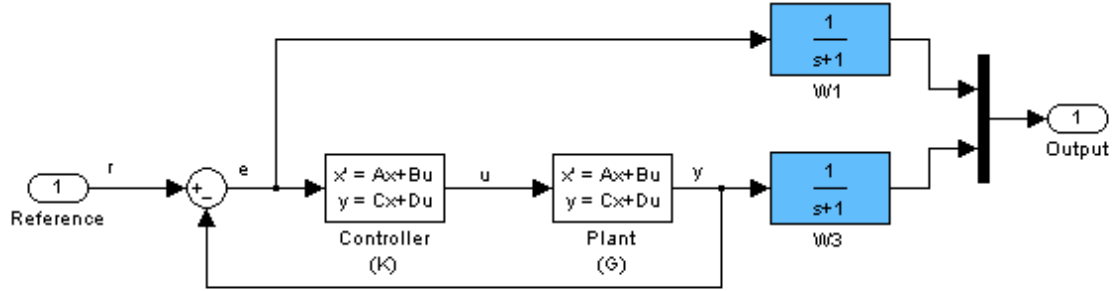 1
s+1
W1
r
e
1
Reference
+
−
x' = Ax+Bu
y = Cx+Du
Controller
(K)
u
x' = Ax+Bu
y = Cx+Du
Plant
(G)
y
1
s+1
W3
1
Output